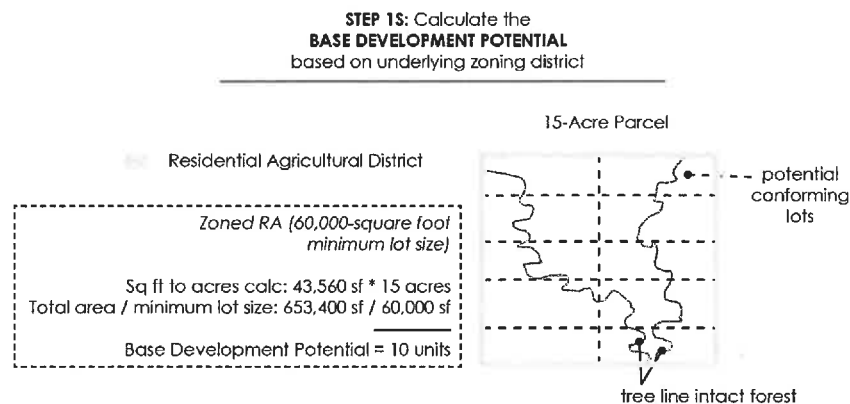 STEP 1S: Calculate the
BASE DEVELOPMENT POTENTIAL
based on underlying zoning district
15-Acre Parcel
Residential Agricultural District
potential
conforming
lots
Zoned RA (60,000-square foot
minimum lot size)
Sq ft to acres calc: 43,560 sf * 15 acres
Total area / minimum lot size: 653,400 sf / 60,000 sf
Base Development Potential = 10 units
tree line intact forest